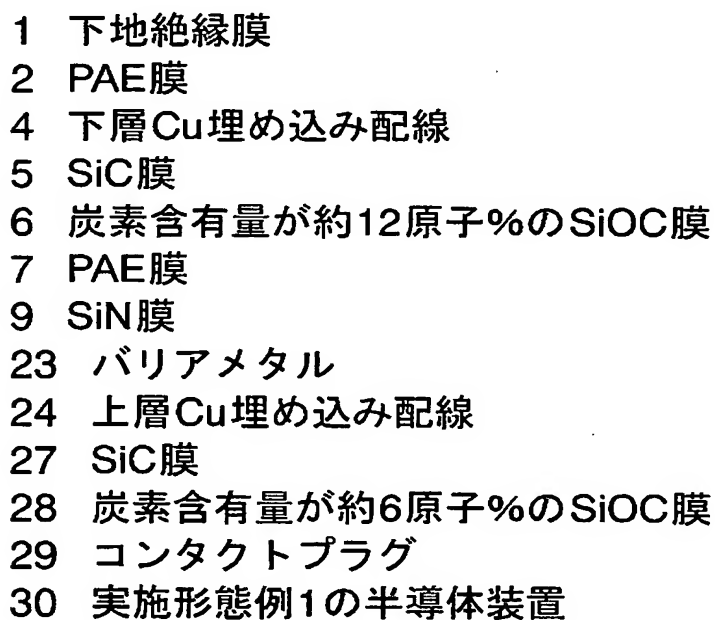 1 下地絶縁膜
2 PAE膜
4 下層Cu埋め込み配線
5 SiC膜
6 炭素含有量が約12原子%のSiOC膜
7 PAE膜
9 SiN膜
23 バリアメタル
24 上層Cu埋め込み配線
27 SiC膜
28 炭素含有量が約6原子%のSiOC膜
29 コンタクトプラグ
30 実施形態例1の半導体装置